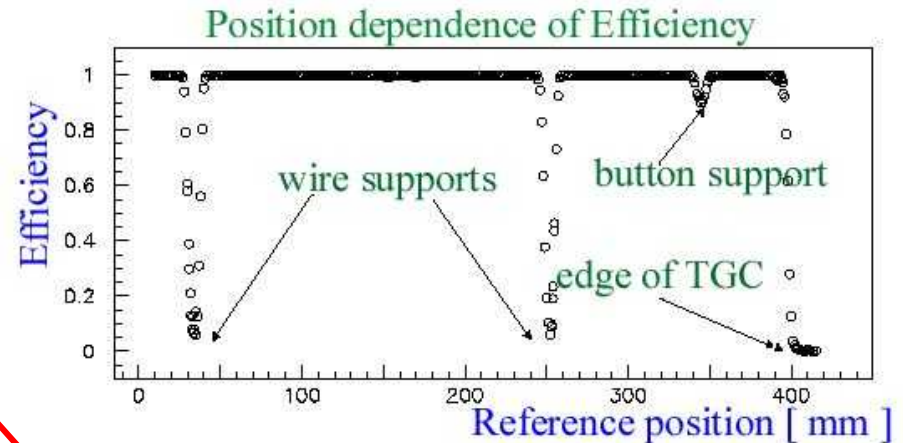 Position dependence of Efficiency
Efficiency
1
0.8
0.6
0.4
0.2
0
wire supports
button support
edge of TGC
0 100 200 300 400
Reference position [ mm ]